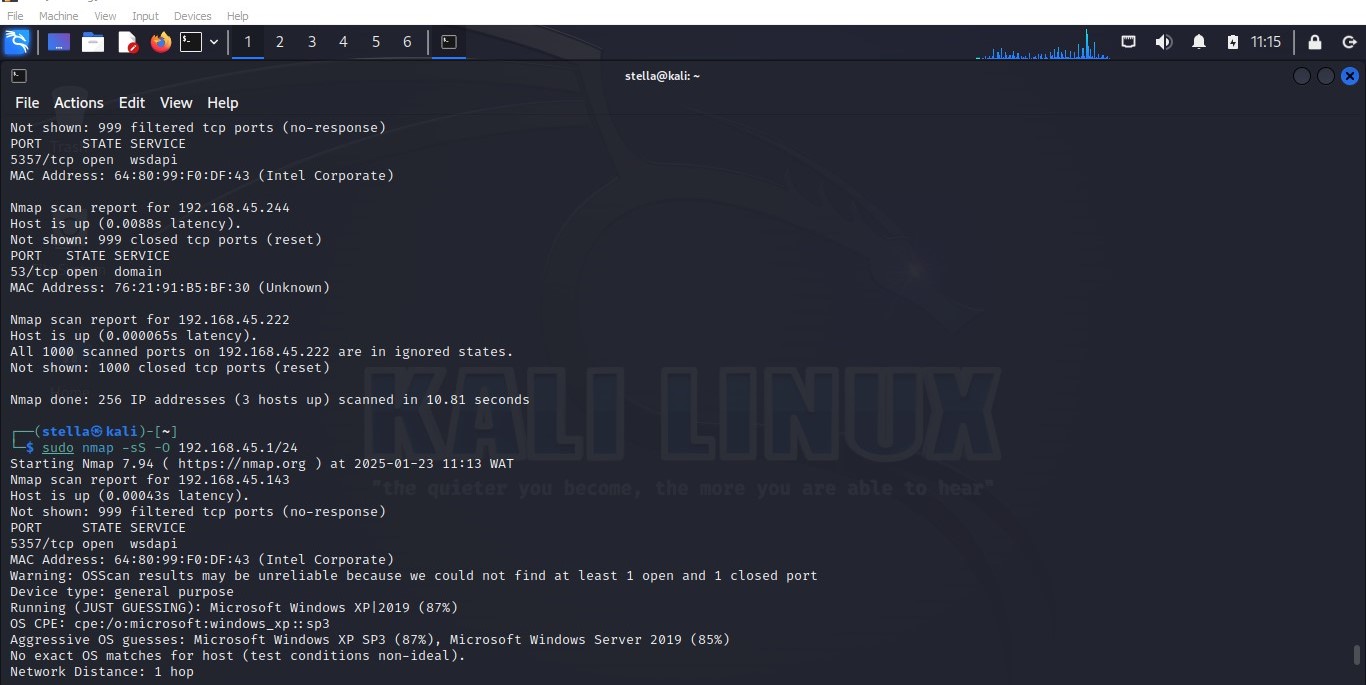 File Machine View Input Devices Help
1 2 3 4 5 6
11:15
stella@kali: ~
File Actions Edit View Help
Not shown: 999 filtered tcp ports (no-response)
PORT     STATE SERVICE
5357/tcp open  wsdapi
MAC Address: 64:80:99:F0:DF:43 (Intel Corporate)
Nmap scan report for 192.168.45.244
Host is up (0.0088s latency).
Not shown: 999 closed tcp ports (reset)
PORT   STATE SERVICE
53/tcp open  domain
MAC Address: 76:21:91:B5:BF:30 (Unknown)
Nmap scan report for 192.168.45.222
Host is up (0.000065s latency).
All 1000 scanned ports on 192.168.45.222 are in ignored states.
Not shown: 1000 closed tcp ports (reset)
Nmap done: 256 IP addresses (3 hosts up) scanned in 10.81 seconds
┌──(stella㉿kali)-[~]
└─$ sudo nmap -sS -O 192.168.45.1/24
Starting Nmap 7.94 ( https://nmap.org ) at 2025-01-23 11:13 WAT
Nmap scan report for 192.168.45.143
Host is up (0.00043s latency).
Not shown: 999 filtered tcp ports (no-response)
PORT     STATE SERVICE
5357/tcp open  wsdapi
MAC Address: 64:80:99:F0:DF:43 (Intel Corporate)
Warning: OSScan results may be unreliable because we could not find at least 1 open and 1 closed port
Device type: general purpose
Running (JUST GUESSING): Microsoft Windows XP|2019 (87%)
OS CPE: cpe:/o:microsoft:windows_xp::sp3
Aggressive OS guesses: Microsoft Windows XP SP3 (87%), Microsoft Windows Server 2019 (85%)
No exact OS matches for host (test conditions non-ideal).
Network Distance: 1 hop
KALI LINUX
"the quieter you become, the more you are able to hear"